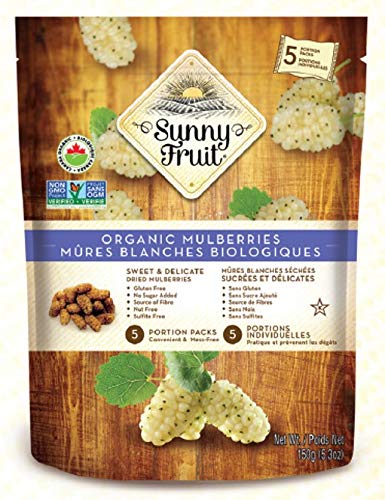 5 PORTION
PACKS
PORTIONS
INDIVIDUELLES
Sunny
Fruit®
CANADA ORGANIC • BIOLOGIQUE CANADA
NON
GMO
Project
VERIFIED
PROJET
SANS
OGM
VÉRIFIÉ
ORGANIC MULBERRIES
MÛRES BLANCHES BIOLOGIQUES
SWEET & DELICATE
DRIED MULBERRIES
• Gluten Free
• No Sugar Added
• Source of Fibre
• Nut Free
• Sulfite Free
MÛRES BLANCHES SÉCHÉES
SUCRÉES ET DÉLICATES
• Sans Gluten
• Sans Sucre Ajouté
• Source de Fibres
• Sans Noix
• Sans Sulfites
5 PORTION PACKS
Convenient & Mess-Free
5 PORTIONS
INDIVIDUELLES
Pratique et prévenant les dégâts
Net Wt. / Poids Net
150g (5.3oz)